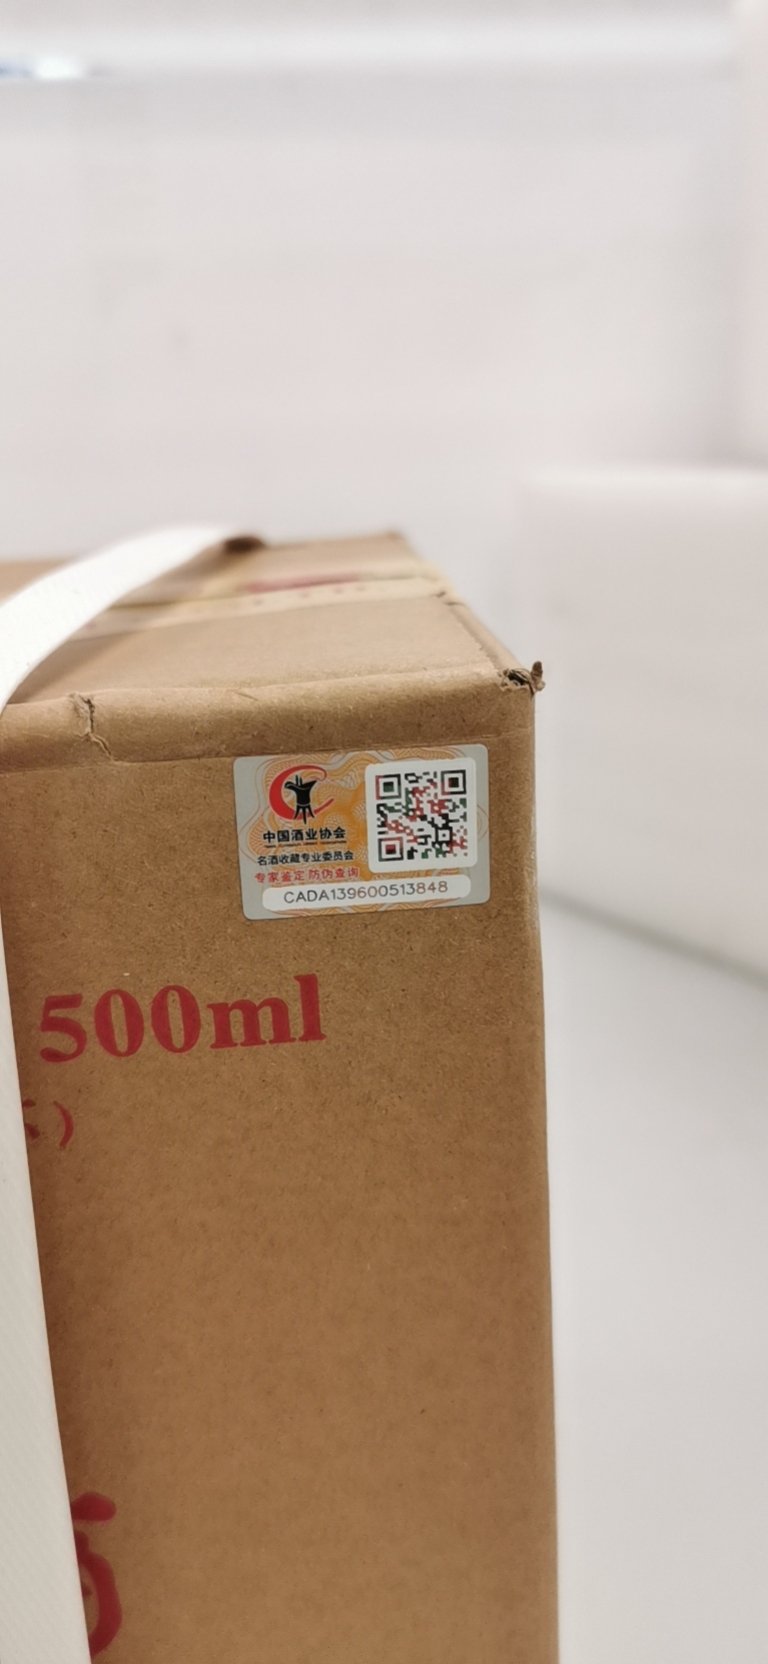 中国酒业协会
名酒收藏专业委员会
专家鉴定 防伪查询
CADA139600513848
500ml
)